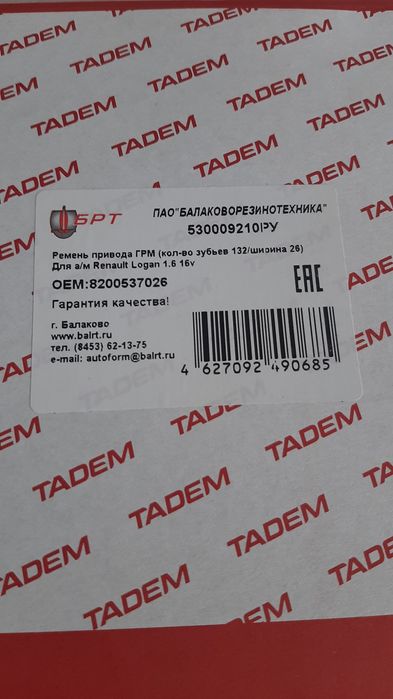 TADEM TADEM TADEM
TADEM TADEM TADEM
TADEM TADEM
БРТ
ПАО"БАЛАКОВОРЕЗИНОТЕХНИКА"
530009210РУ
Ремень привода ГРМ (кол-во зубьев 132/ширина 26)
Для а/м Renault Logan 1.6 16v
OEM:8200537026
Гарантия качества!
EAC
г. Балаково
www.balrt.ru
тел. (8453) 62-13-75
e-mail: autoform@balrt.ru
4 627092 490685
TADEM TADEM
TADEM TADEM TADEM
TADEM TADEM TADEM
TADEM TADEM